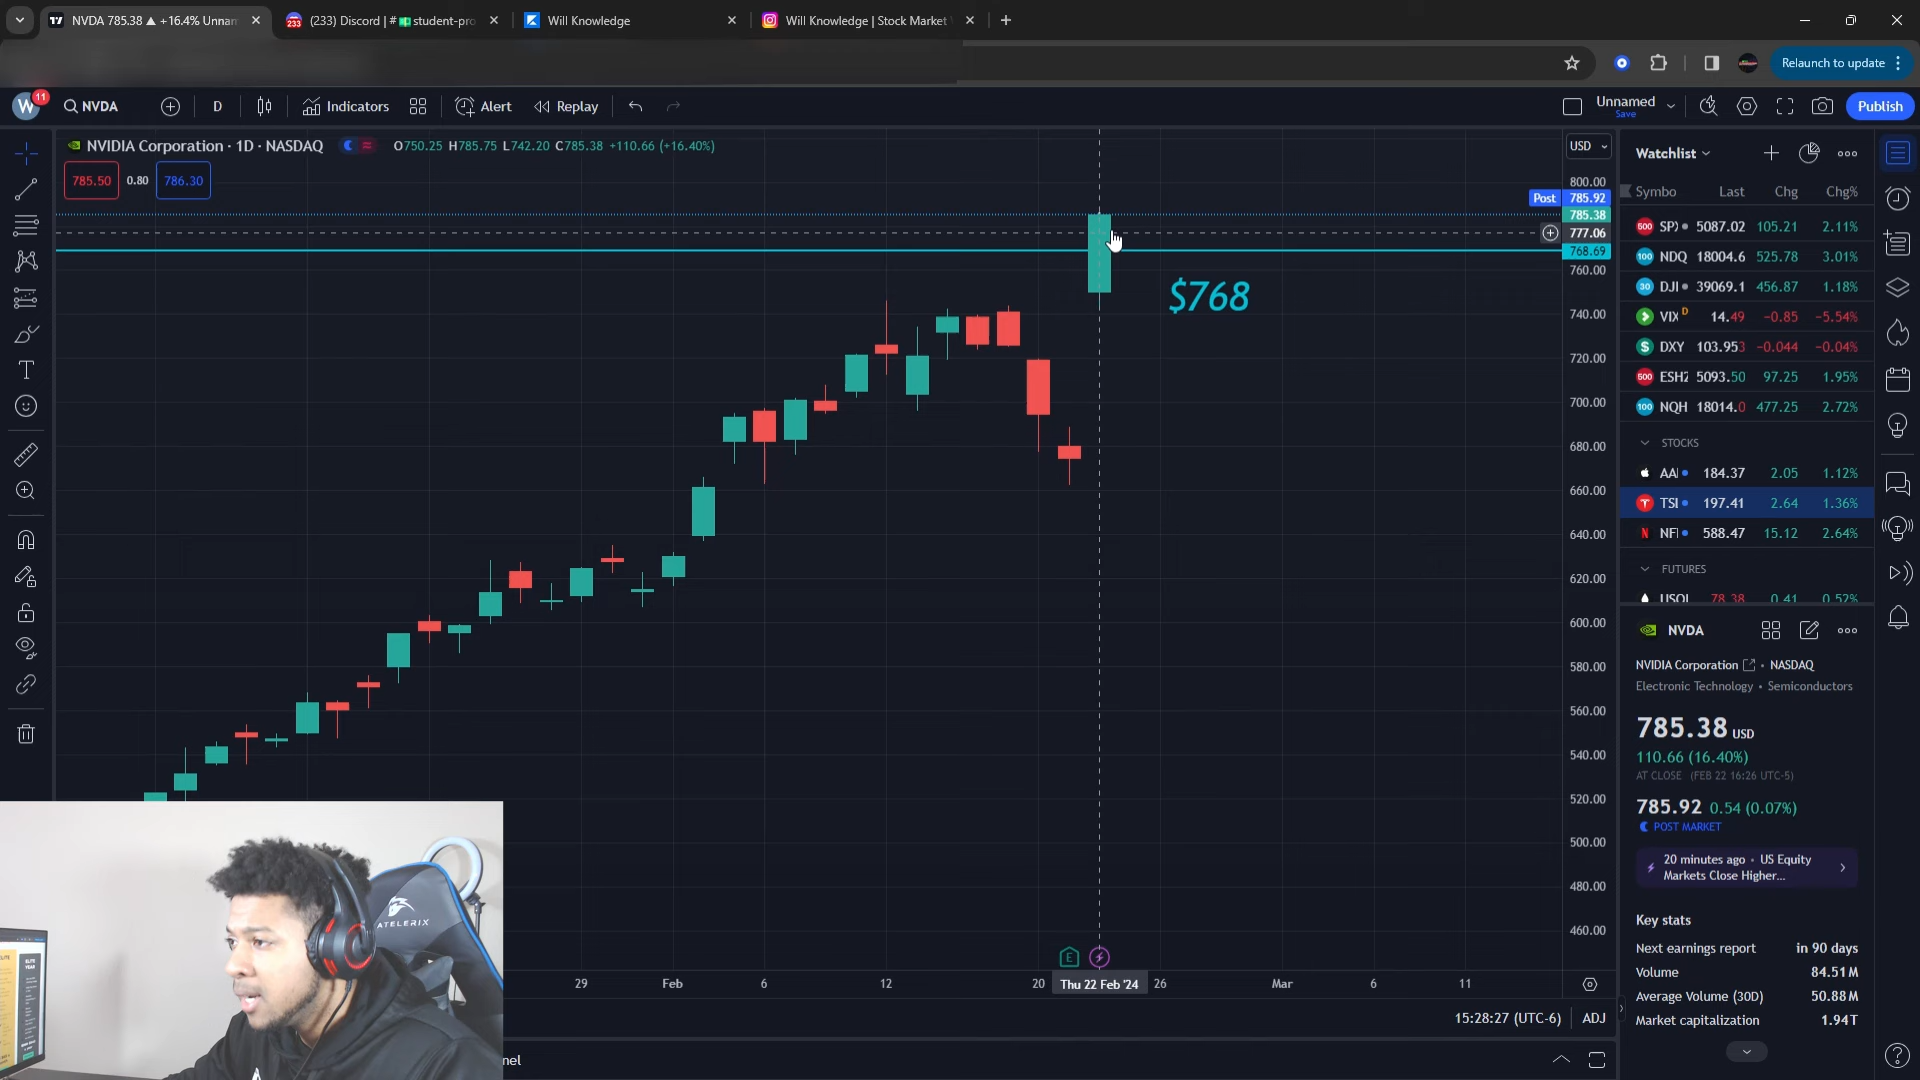 NVDA 785.38 ▲ +16.4% Unnam
(233) Discord | # student-pro
Will Knowledge
Will Knowledge | Stock Market
Relaunch to update
W 11 NVDA D Indicators Alert Replay
Unnamed
Save
Publish
NVIDIA Corporation · 1D · NASDAQ O750.25 H785.75 L742.20 C785.38 +110.66 (+16.40%)
785.50 0.80 786.30
USD
800.00
Post 785.92
785.38
777.06
768.69
760.00
740.00
720.00
700.00
680.00
660.00
640.00
620.00
600.00
580.00
560.00
540.00
520.00
500.00
480.00
460.00
$768
E
29 Feb 6 12 20 Thu 22 Feb '24 26 Mar 6 11
15:28:27 (UTC-6) ADJ
nel
ATELERIX
Watchlist
Symbo Last Chg Chg%
500 SP 5087.02 105.21 2.11%
100 NDQ 18004.6 525.78 3.01%
30 DJI 39069.1 456.87 1.18%
VIX D 14.49 −0.85 −5.54%
DXY 103.953 −0.044 −0.04%
500 ESH2 5093.50 97.25 1.95%
100 NQH 18014.0 477.25 2.72%
STOCKS
AA 184.37 2.05 1.12%
TSL 197.41 2.64 1.36%
NFI 588.47 15.12 2.64%
FUTURES
USOI 78.38 0.41 0.52%
NVDA
NVIDIA Corporation • NASDAQ
Electronic Technology • Semiconductors
785.38 USD
110.66 (16.40%)
AT CLOSE (FEB 22 16:26 UTC-5)
785.92 0.54 (0.07%)
POST MARKET
20 minutes ago • US Equity
Markets Close Higher...
Key stats
Next earnings report in 90 days
Volume 84.51M
Average Volume (30D) 50.88M
Market capitalization 1.94T